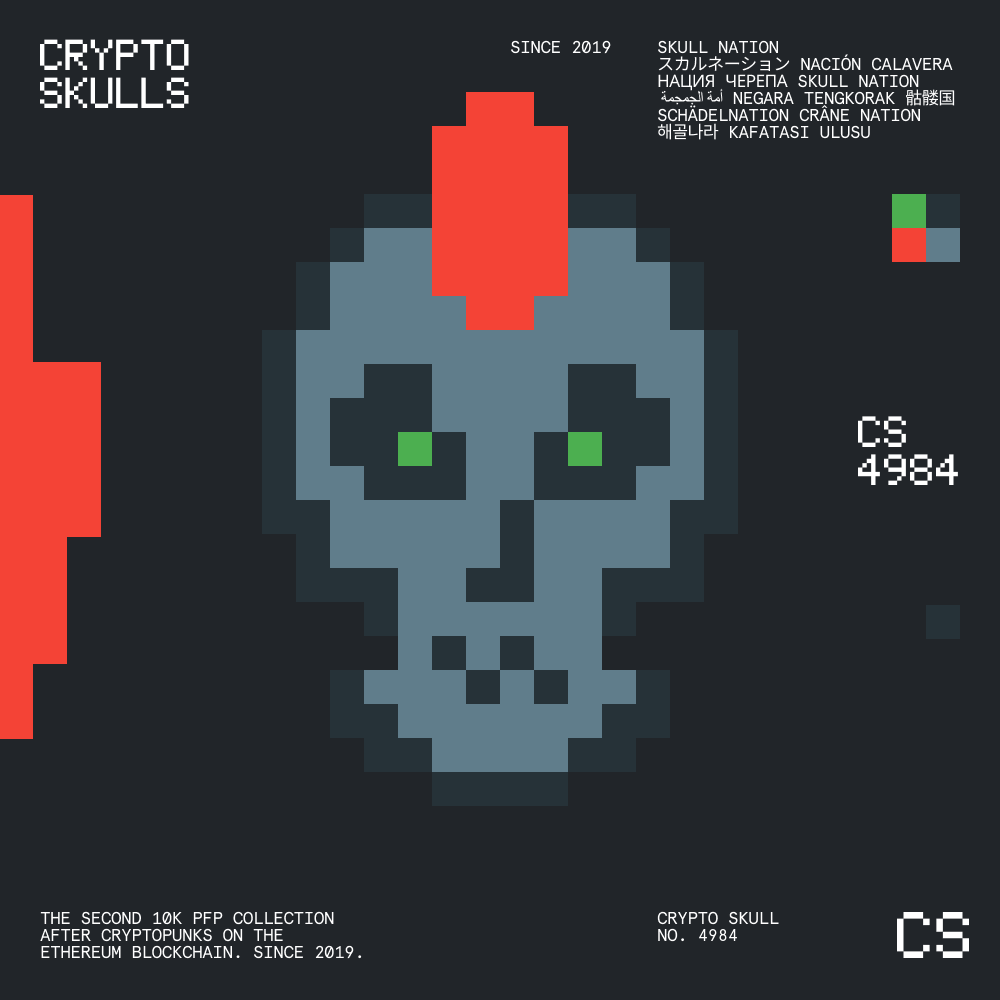 CRYPTO
SKULLS
SINCE 2019
SKULL NATION
スカルネーション NACIÓN CALAVERA
НАЦИЯ ЧЕРЕПА SKULL NATION
أمة الجمجمة NEGARA TENGKORAK 骷髅国
SCHÄDELNATION CRÂNE NATION
해골나라 KAFATASI ULUSU
CS
4984
THE SECOND 10K PFP COLLECTION
AFTER CRYPTOPUNKS ON THE
ETHEREUM BLOCKCHAIN. SINCE 2019.
CRYPTO SKULL
NO. 4984
CS